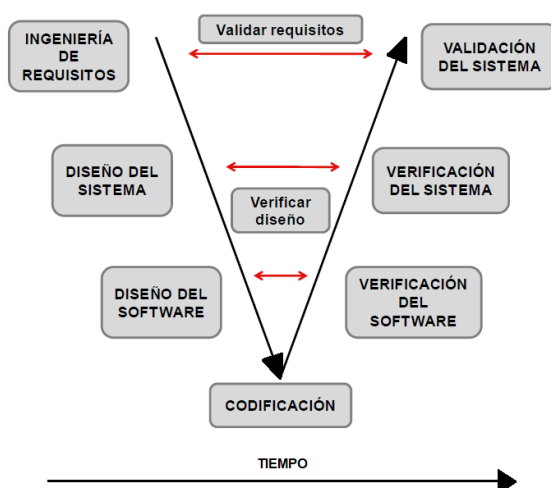 INGENIERÍA
DE
REQUISITOS
Validar requisitos
VALIDACIÓN
DEL SISTEMA
DISEÑO DEL
SISTEMA
Verificar
diseño
VERIFICACIÓN
DEL SISTEMA
DISEÑO DEL
SOFTWARE
VERIFICACIÓN
DEL
SOFTWARE
CODIFICACIÓN
TIEMPO